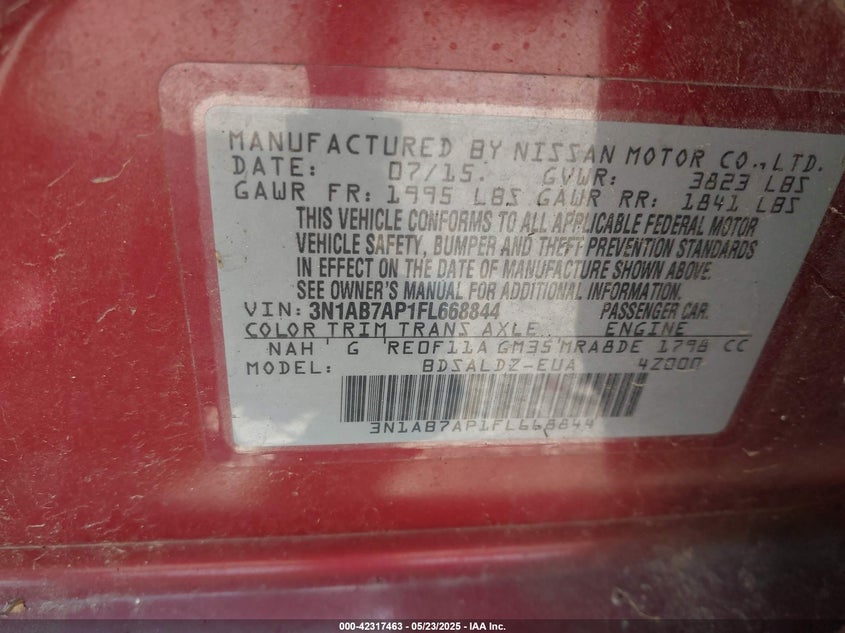 MANUFACTURED BY NISSAN MOTOR CO., LTD.
DATE: 07/15. GVWR: 3823 LBS
GAWR FR: 1995 LBS GAWR RR: 1841 LBS
THIS VEHICLE CONFORMS TO ALL APPLICABLE FEDERAL MOTOR
VEHICLE SAFETY, BUMPER AND THEFT PREVENTION STANDARDS
IN EFFECT ON THE DATE OF MANUFACTURE SHOWN ABOVE.
SEE OWNER'S MANUAL FOR ADDITIONAL INFORMATION.
VIN: 3N1AB7AP1FL668844 PASSENGER CAR.
COLOR TRIM TRANS AXLE ENGINE
NAH G RE0F11A GM35 MRA8DE 1798 CC
MODEL: BDSALDZ-EUA 4Z000
3N1AB7AP1FL668844
000-42317463 — 05/23/2025 — IAA Inc.